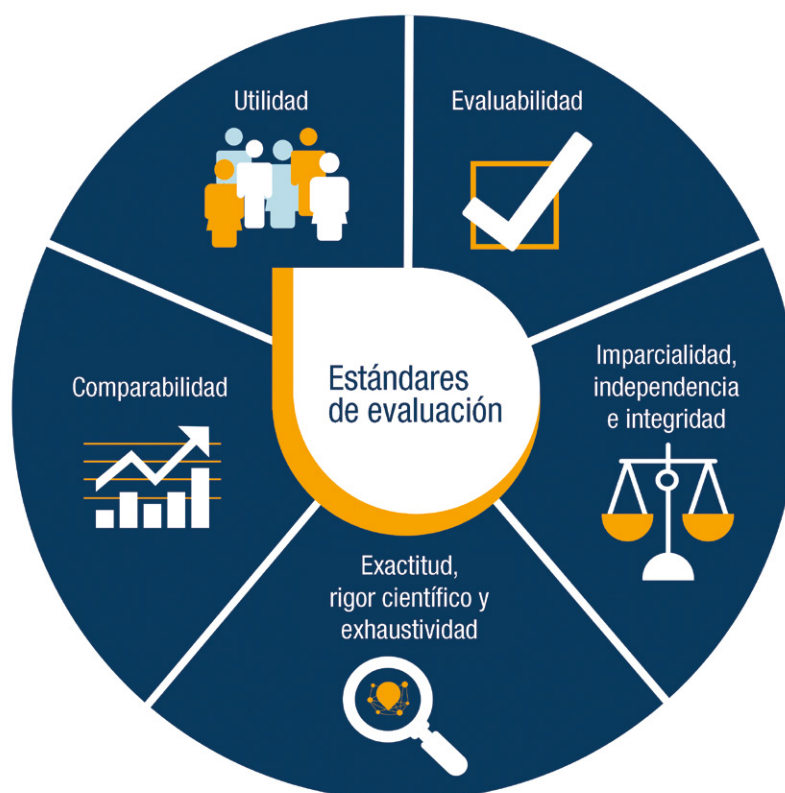 Utilidad
Evaluabilidad
Imparcialidad,
independencia
e integridad
Comparabilidad
Estándares
de evaluación
Exactitud,
rigor científico y
exhaustividad